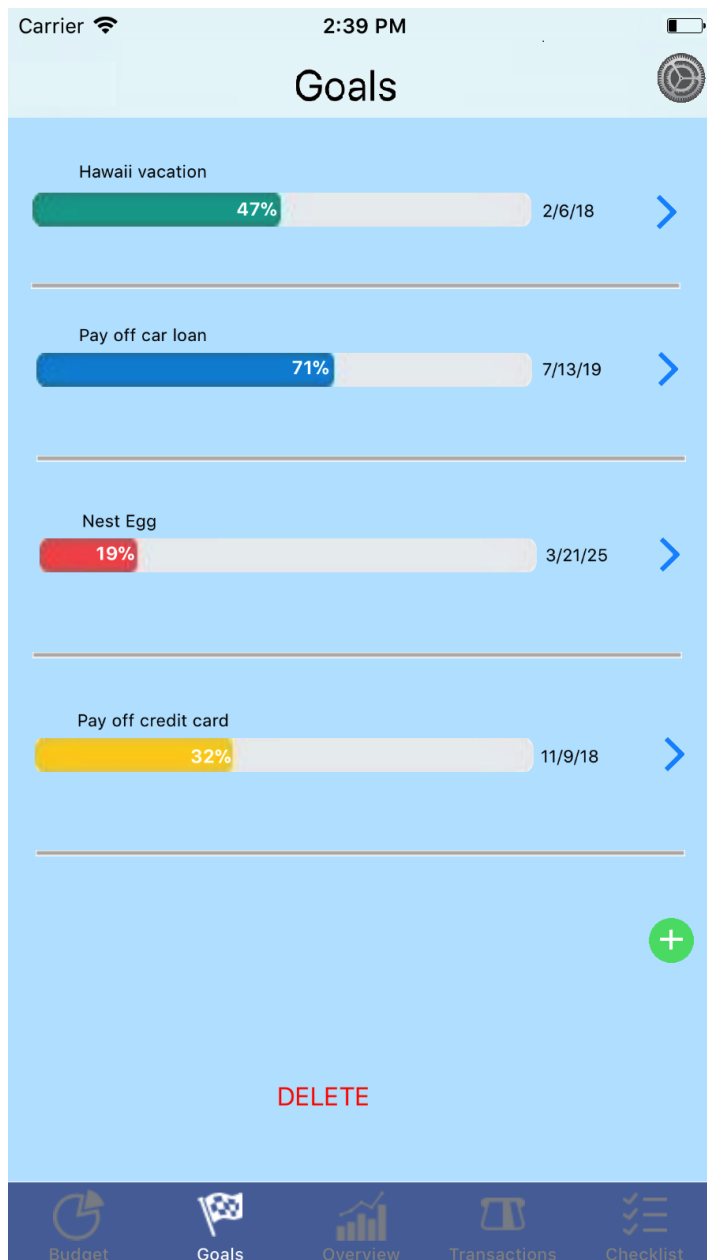 Carrier 2:39 PM
Goals
Hawaii vacation
47% 2/6/18
Pay off car loan
71% 7/13/19
Nest Egg
19% 3/21/25
Pay off credit card
32% 11/9/18
DELETE
Budget Goals Overview Transactions Checklist